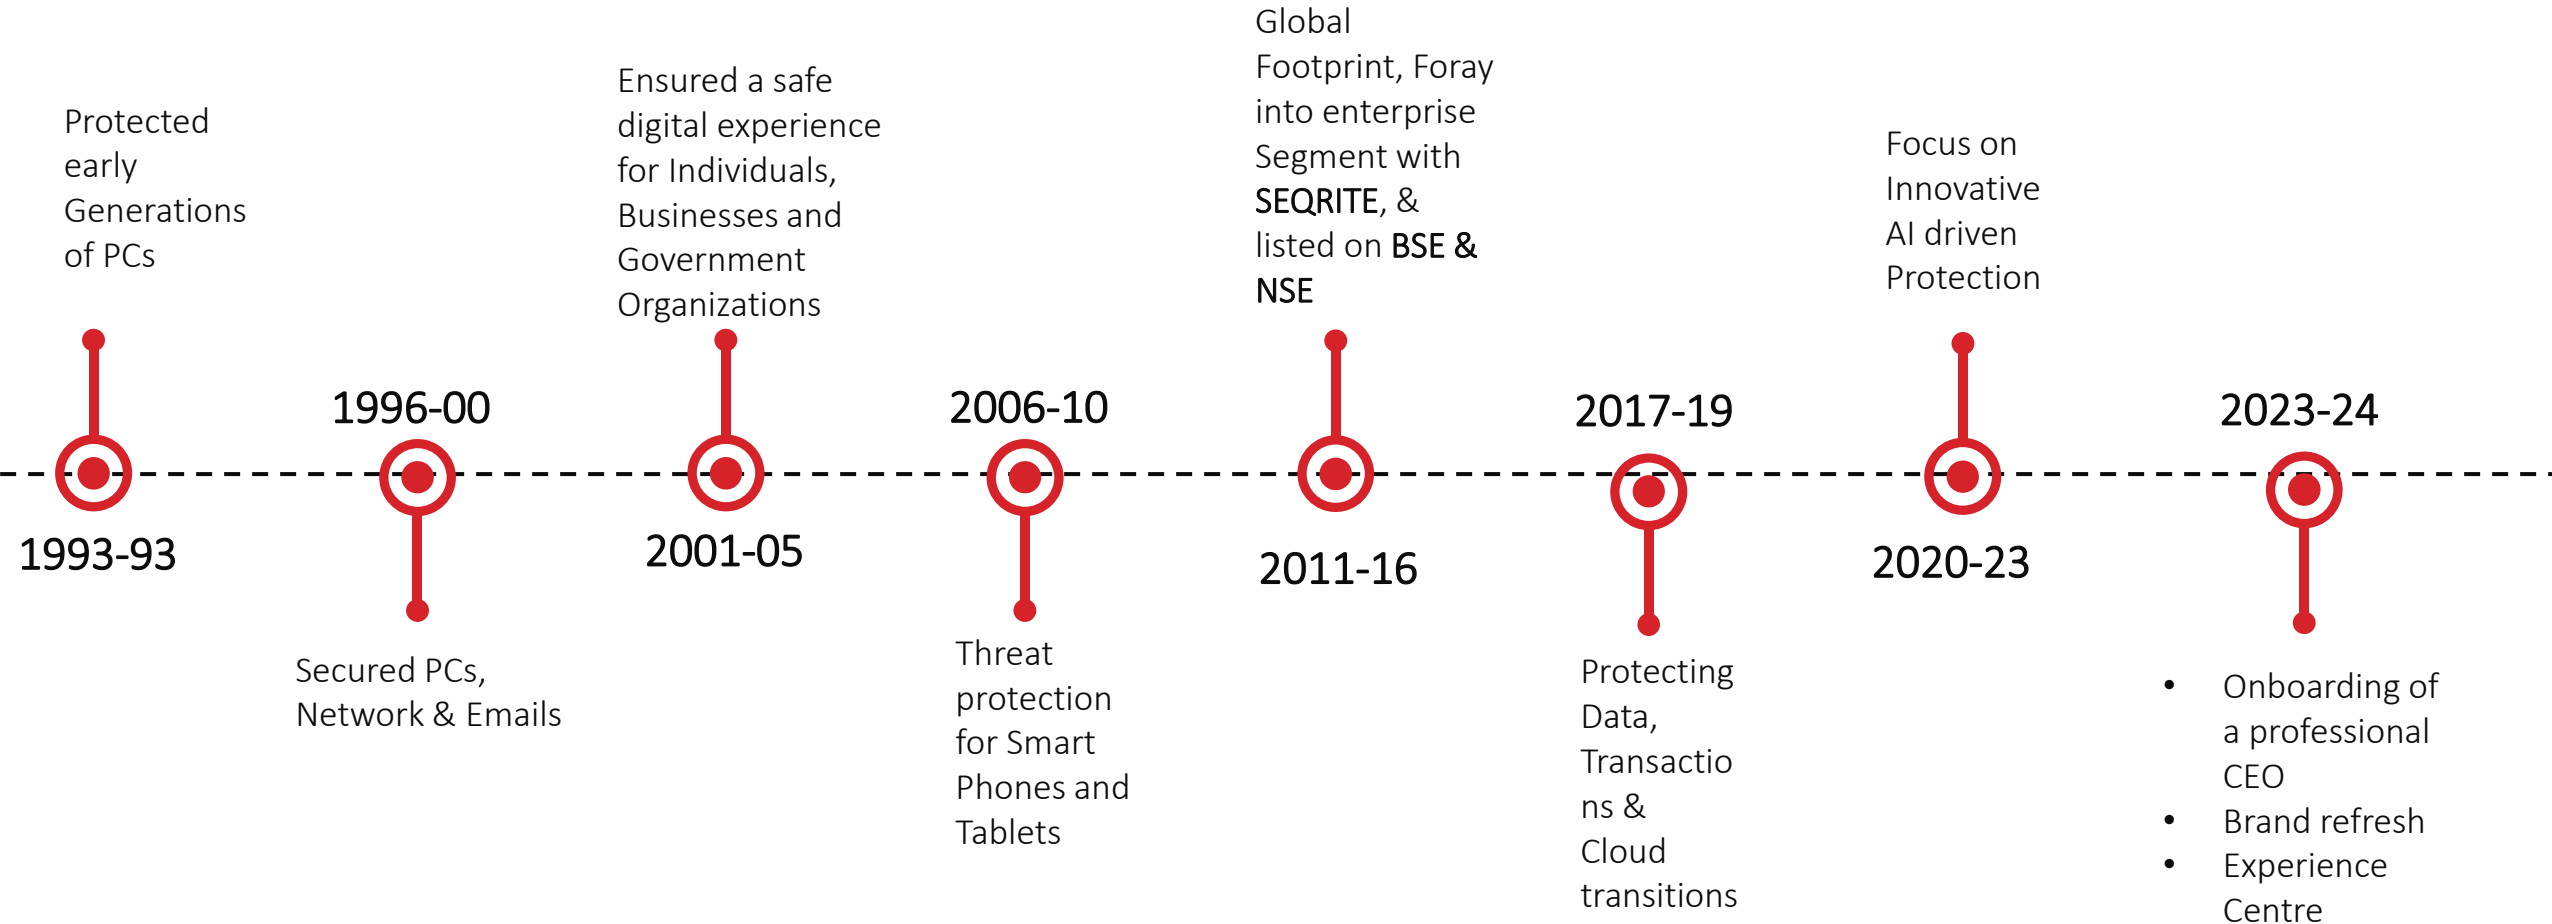 Protected
early
Generations
of PCs
1993-93
1996-00
Secured PCs,
Network & Emails
Ensured a safe
digital experience
for Individuals,
Businesses and
Government
Organizations
2001-05
2006-10
Threat
protection
for Smart
Phones and
Tablets
Global
Footprint, Foray
into enterprise
Segment with
SEQRITE, &
listed on BSE &
NSE
2011-16
2017-19
Protecting
Data,
Transactio
ns &
Cloud
transitions
Focus on
Innovative
AI driven
Protection
2020-23
2023-24
• Onboarding of
a professional
CEO
• Brand refresh
• Experience
Centre